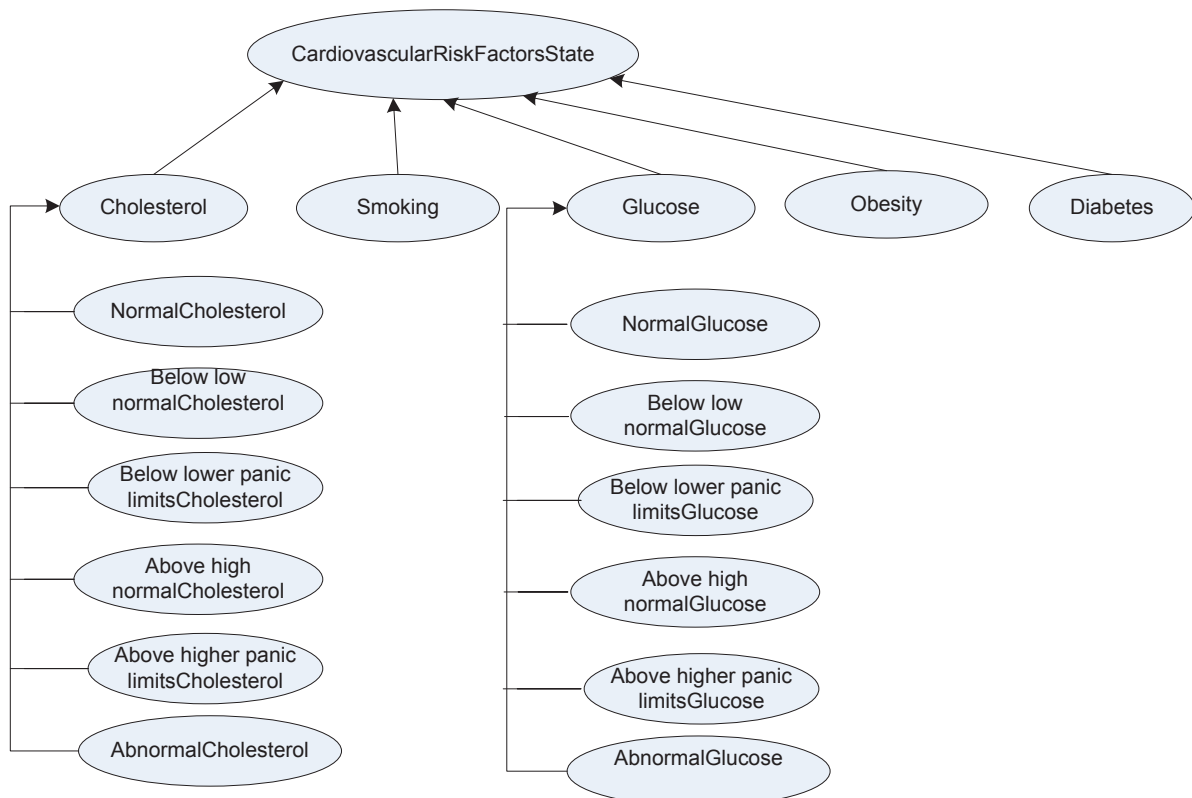 CardiovascularRiskFactorsState
Cholesterol
Smoking
Glucose
Obesity
Diabetes
NormalCholesterol
Below low
normalCholesterol
Below lower panic
limitsCholesterol
Above high
normalCholesterol
Above higher panic
limitsCholesterol
AbnormalCholesterol
NormalGlucose
Below low
normalGlucose
Below lower panic
limitsGlucose
Above high
normalGlucose
Above higher panic
limitsGlucose
AbnormalGlucose